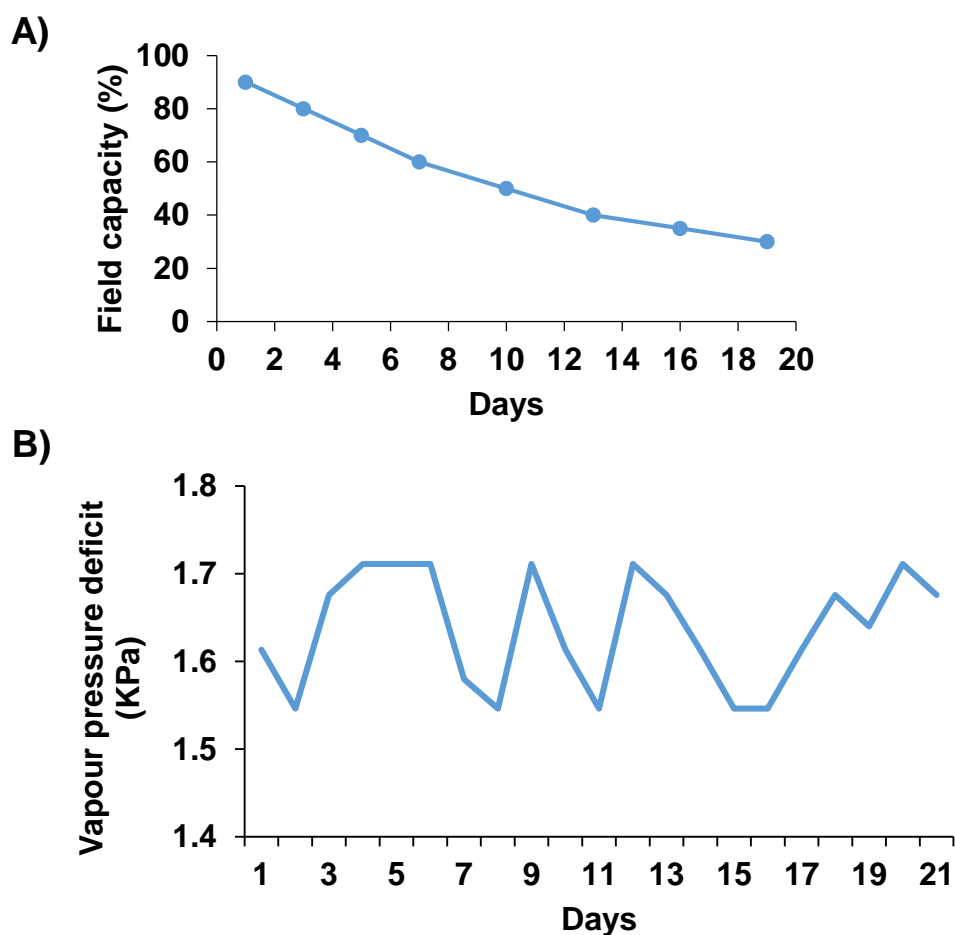 A)
Field capacity (%)
100
80
60
40
20
0
0 2 4 6 8 10 12 14 16 18 20
Days
B)
Vapour pressure deficit
(KPa)
1.8
1.7
1.6
1.5
1.4
1 3 5 7 9 11 13 15 17 19 21
Days